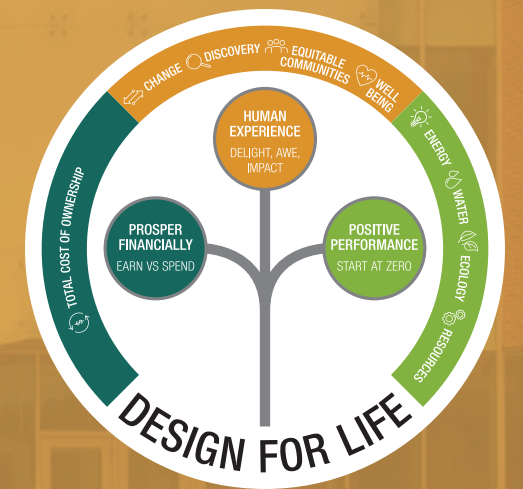 CHANGE
DISCOVERY
EQUITABLE
COMMUNITIES
WELL
BEING
ENERGY
WATER
ECOLOGY
RESOURCES
TOTAL COST OF OWNERSHIP
HUMAN
EXPERIENCE
DELIGHT, AWE,
IMPACT
PROSPER
FINANCIALLY
EARN VS SPEND
POSITIVE
PERFORMANCE
START AT ZERO
DESIGN FOR LIFE